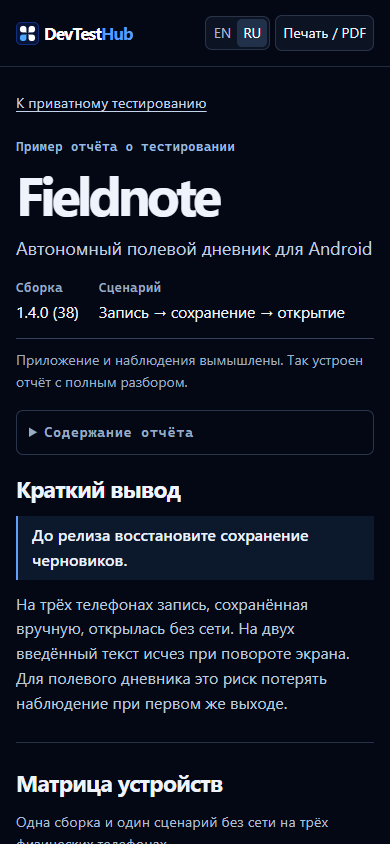 DevTestHub
EN RU
Печать / PDF
К приватному тестированию
Пример отчёта о тестировании
Fieldnote
Автономный полевой дневник для Android
Сборка
1.4.0 (38)
Сценарий
Запись → сохранение → открытие
Приложение и наблюдения вымышлены. Так устроен
отчёт с полным разбором.
Содержание отчёта
Краткий вывод
До релиза восстановите сохранение
черновиков.
На трёх телефонах запись, сохранённая
вручную, открылась без сети. На двух
введённый текст исчез при повороте экрана.
Для полевого дневника это риск потерять
наблюдение при первом же выходе.
Матрица устройств
Одна сборка и один сценарий без сети на трёх
физических телефонах.